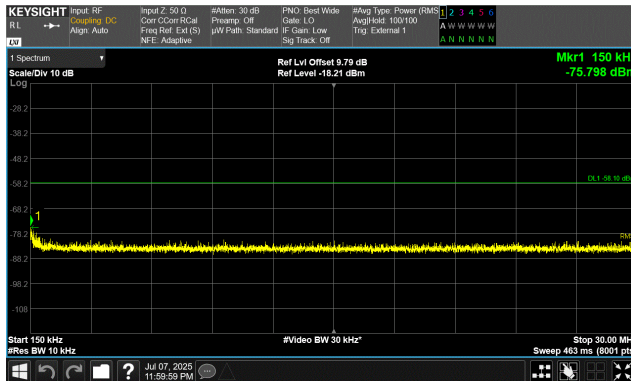 KEYSIGHT
RL
LXI
Input: RF
Coupling: DC
Align: Auto
Input Z: 50 Ω
Corr CCorr RCal
Freq Ref: Ext (S)
NFE: Adaptive
#Atten: 30 dB
Preamp: Off
µW Path: Standard
PNO: Best Wide
Gate: LO
IF Gain: Low
Sig Track: Off
#Avg Type: Power (RMS
Avg|Hold: 100/100
Trig: External 1
1 2 3 4 5 6
A W W W W W
A N N N N N
1 Spectrum
Scale/Div 10 dB
Ref Lvl Offset 9.79 dB
Ref Level -18.21 dBm
Mkr1 150 kH
-75.798 dBr
Log
-28.2
-38.2
-48.2
-58.2
-68.2
-78.2
-88.2
-98.2
-108
DL1 -58.10 dB
1
RMS
Start 150 kHz
#Res BW 10 kHz
#Video BW 30 kHz*
Stop 30.00 MH
Sweep 463 ms (8001 pts
Jul 07, 2025
11:59:59 PM